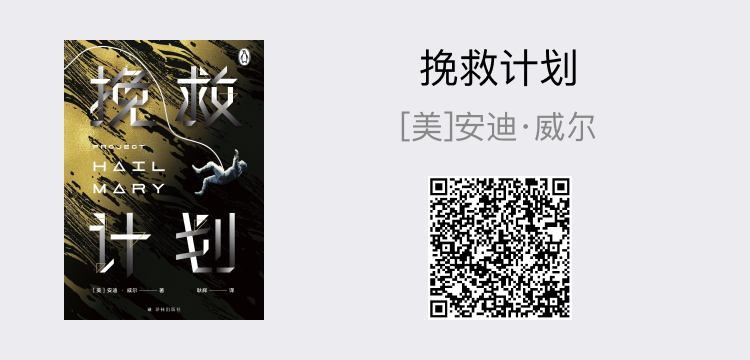 挽救
PROJECT
HAIL
MARY
计划
[美] 安迪·威尔 —— 著 耿辉 —— 译
译林出版社
挽救计划
[美]安迪·威尔